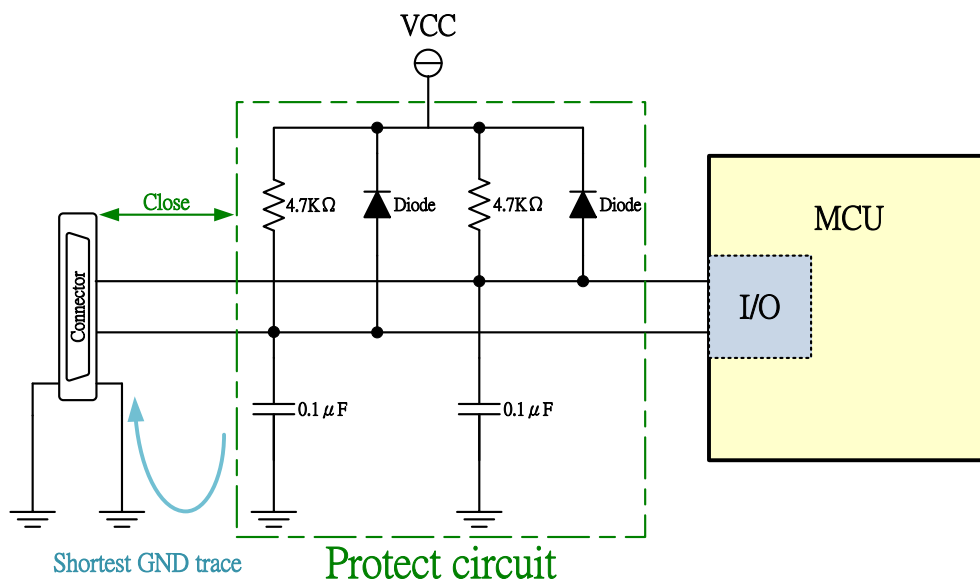 VCC
Close
4.7KΩ
Diode
4.7KΩ
Diode
MCU
Connector
I/O
0.1μF
0.1μF
Shortest GND trace
Protect circuit